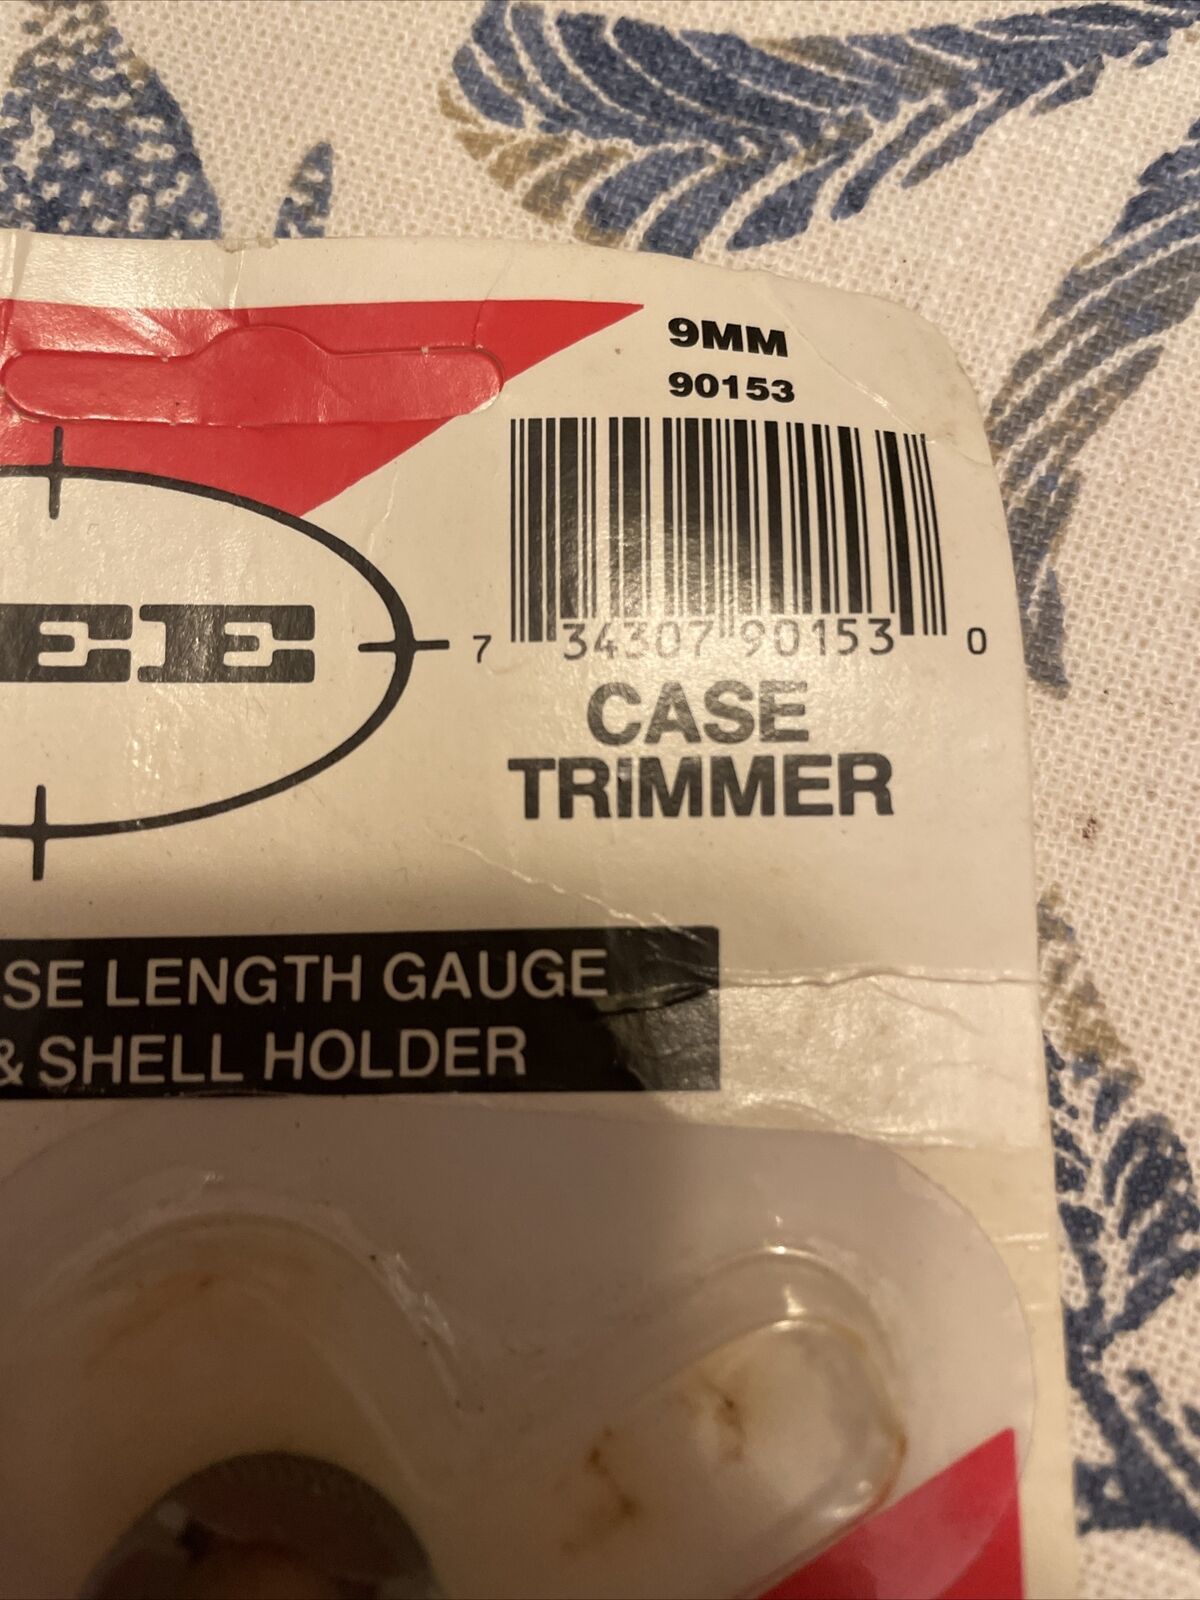 9MM
90153
7 34307 90153 0
EE
CASE
TRIMMER
SE LENGTH GAUGE
& SHELL HOLDER